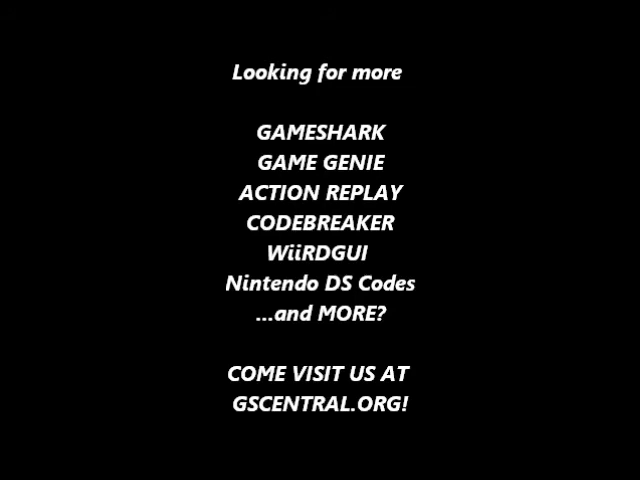 Looking for more
GAMESHARK
GAME GENIE
ACTION REPLAY
CODEBREAKER
WiiRDGUI
Nintendo DS Codes
...and MORE?
COME VISIT US AT
GSCENTRAL.ORG!